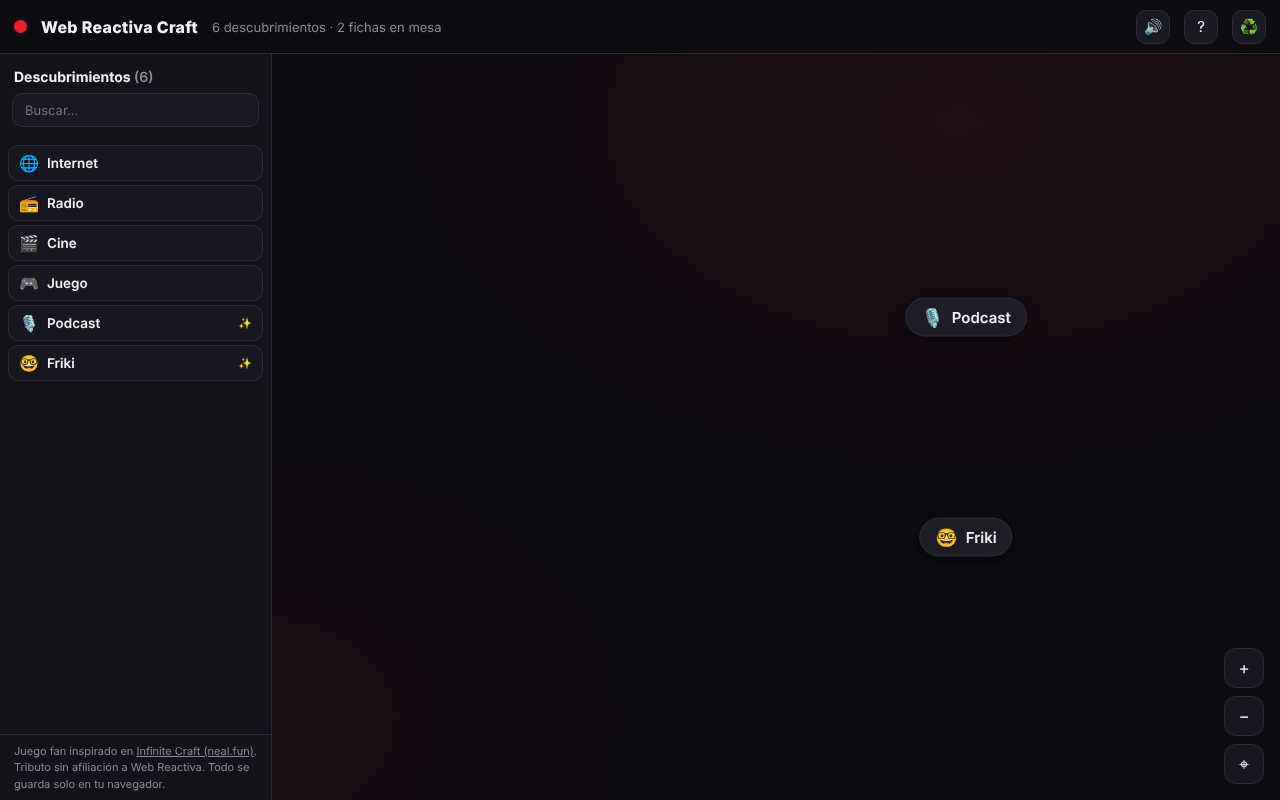 Web Reactiva Craft
6 descubrimientos · 2 fichas en mesa
?
Descubrimientos (6)
Buscar...
Internet
Radio
Cine
Juego
Podcast
Friki
Podcast
Friki
+
−
Juego fan inspirado en Infinite Craft (neal.fun).
Tributo sin afiliación a Web Reactiva. Todo se
guarda solo en tu navegador.